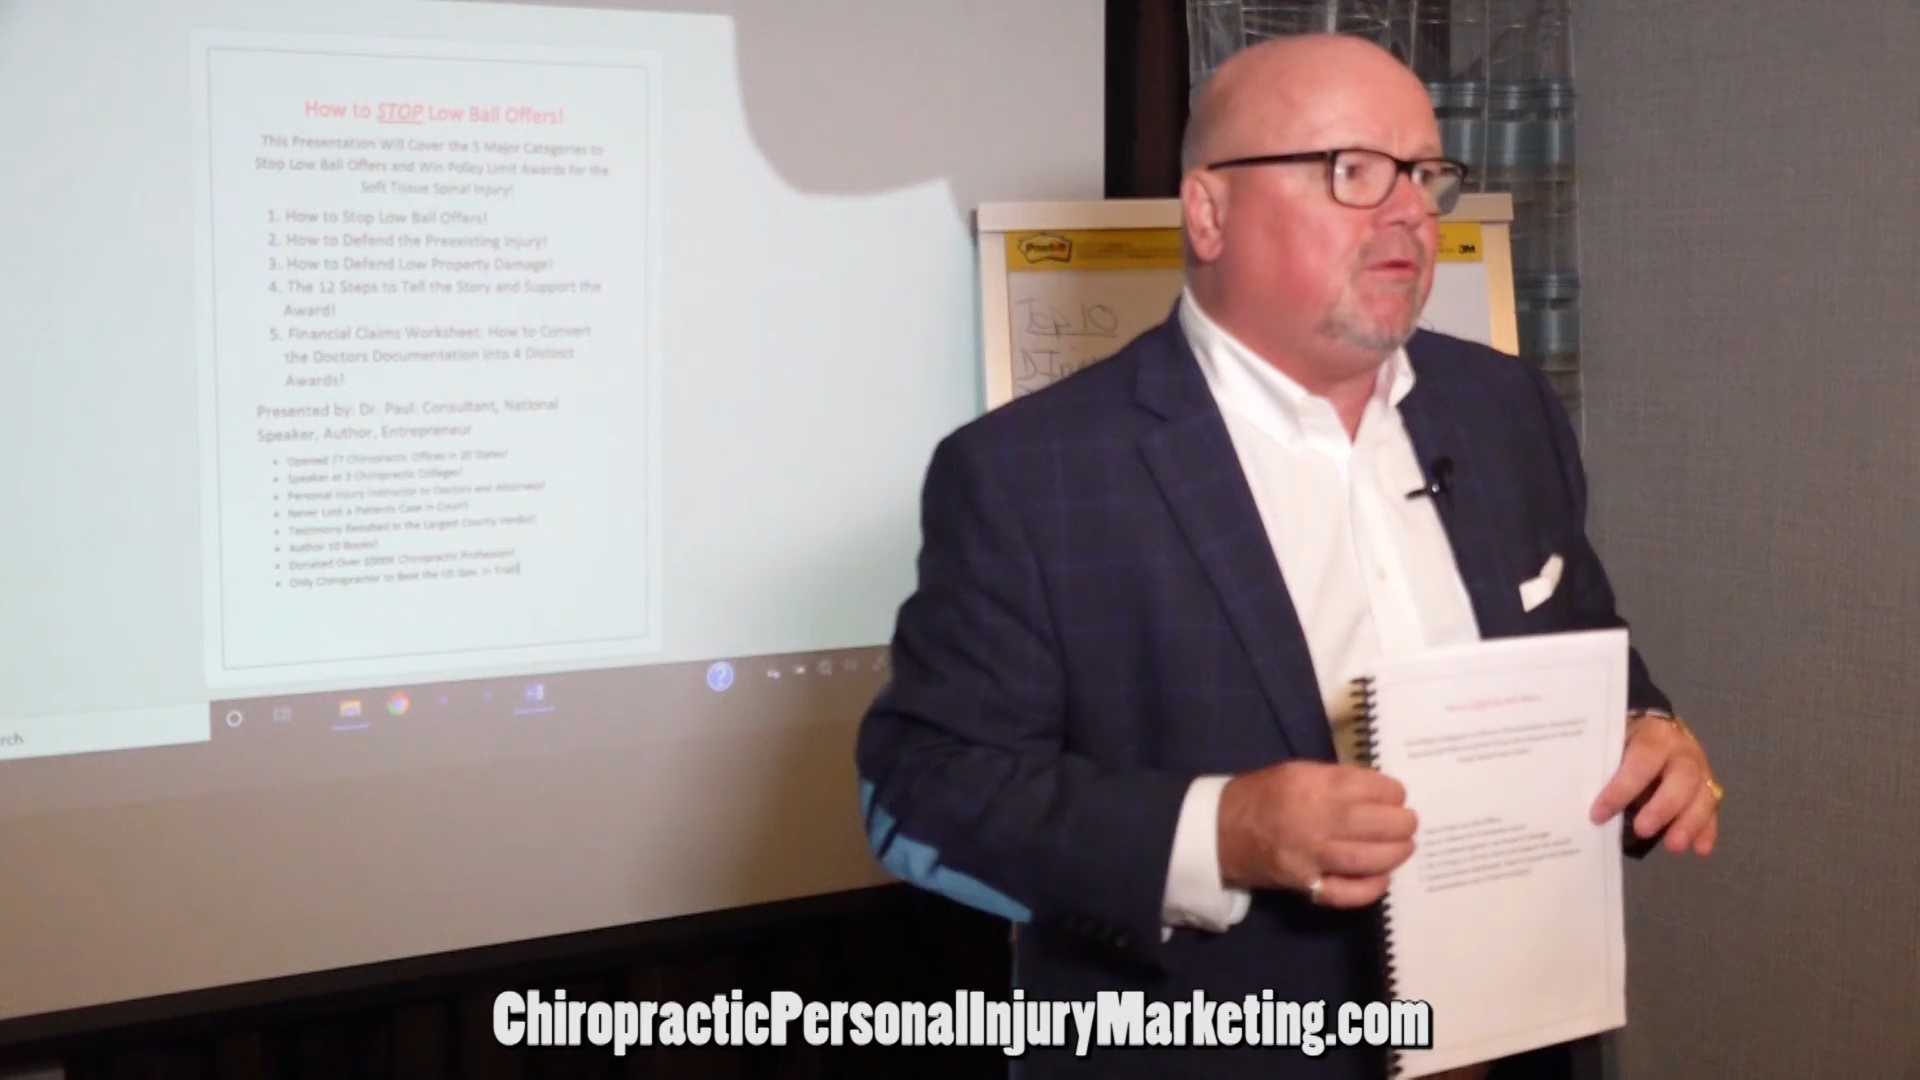 How to STOP Low Ball Offers!
This Presentation Will Cover the 5 Major Categories to
Stop Low Ball Offers and Win Policy Limit Awards for the
Soft Tissue Spinal Injury!
1. How to Stop Low Ball Offers!
2. How to Defend the Preexisting Injury!
3. How to Defend Low Property Damage!
4. The 12 Steps to Tell the Story and Support the
Award!
5. Financial Claims Worksheet: How to Convert
the Doctors Documentation into 4 Distinct
Awards!
Presented by: Dr. Paul: Consultant, National
Speaker, Author, Entrepreneur
• Opened 77 Chiropractic Offices in 20 States!
• Speaker at 3 Chiropractic Colleges!
• Personal Injury Instructor to Doctors and Attorneys!
• Never Lost a Patients Case in Court!
• Testimony Resulted in the Largest County Verdict!
• Author 10 Books!
• Donated Over $500K Chiropractic Profession!
• Only Chiropractor to Beat the US Gov. in Trial!
rch
Post-it
3M
Top 10
ChiropracticPersonalInjuryMarketing.com